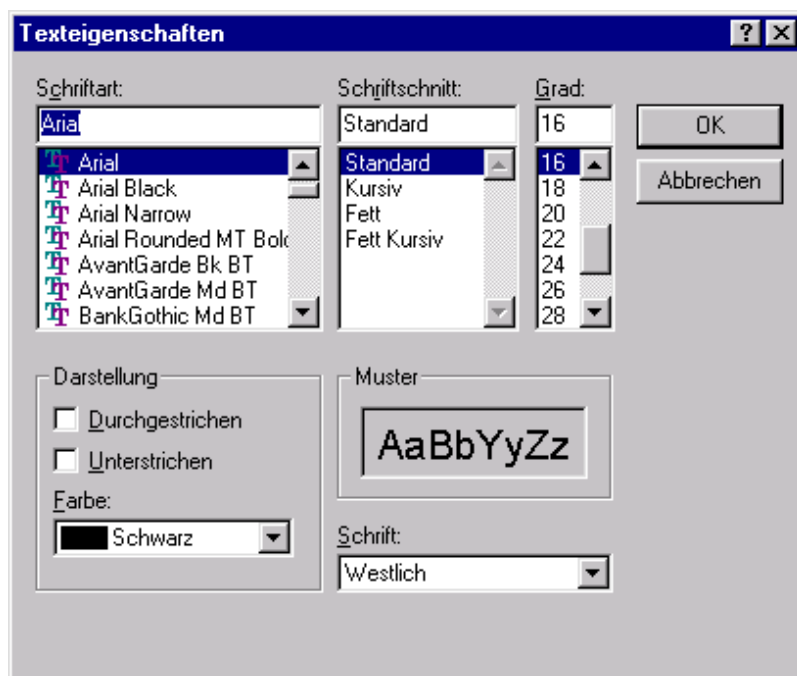 Texteigenschaften
Schriftart:
Arial
Arial
Arial Black
Arial Narrow
Arial Rounded MT Bold
AvantGarde Bk BT
AvantGarde Md BT
BankGothic Md BT
Schriftschnitt:
Standard
Standard
Kursiv
Fett
Fett Kursiv
Grad:
16
16
18
20
22
24
26
28
OK
Abbrechen
Darstellung
Durchgestrichen
Unterstrichen
Farbe:
Schwarz
Muster
AaBbYyZz
Schrift:
Westlich